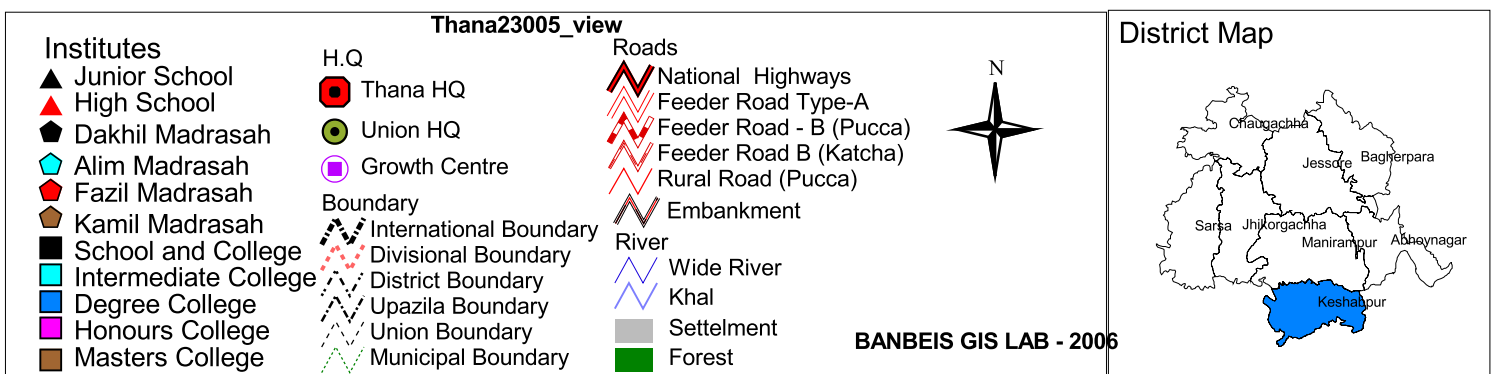 Thana23005_view
Institutes
Junior School
High School
Dakhil Madrasah
Alim Madrasah
Fazil Madrasah
Kamil Madrasah
School and College
Intermediate College
Degree College
Honours College
Masters College
H.Q
Thana HQ
Union HQ
Growth Centre
Boundary
International Boundary
Divisional Boundary
District Boundary
Upazila Boundary
Union Boundary
Municipal Boundary
Roads
National Highways
Feeder Road Type-A
Feeder Road - B (Pucca)
Feeder Road B (Katcha)
Rural Road (Pucca)
Embankment
River
Wide River
Khal
Settelment
Forest
N
BANBEIS GIS LAB - 2006
District Map
Chaugachha
Jessore
Bagherpara
Sarsa
Jhikorgachha
Manirampur
Abhoynagar
Keshabpur